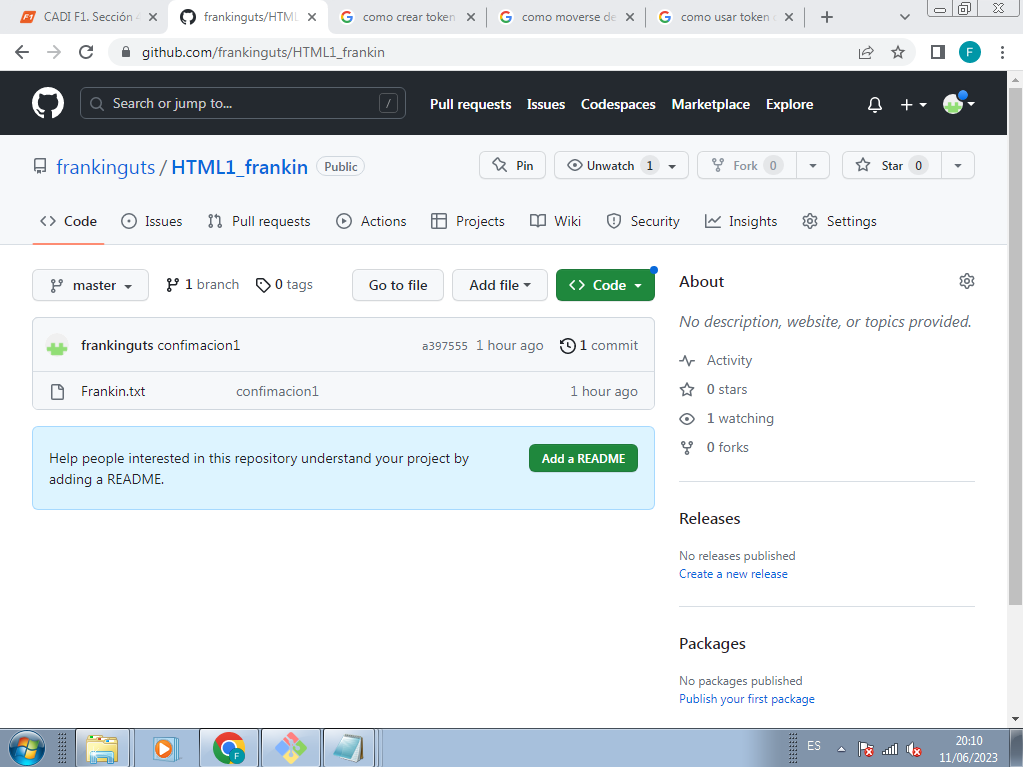 CADI F1. Sección
frankinguts/HTML
como crear token
como moverse de
como usar token
github.com/frankinguts/HTML1_frankin
F
Search or jump to... /
Pull requests Issues Codespaces Marketplace Explore
frankinguts / HTML1_frankin Public
Pin Unwatch 1 Fork 0 Star 0
Code Issues Pull requests Actions Projects Wiki Security Insights Settings
master 1 branch 0 tags Go to file Add file Code
frankinguts confimacion1 a397555 1 hour ago 1 commit
Frankin.txt confimacion1 1 hour ago
Help people interested in this repository understand your project by
adding a README.
Add a README
About
No description, website, or topics provided.
Activity
0 stars
1 watching
0 forks
Releases
No releases published
Create a new release
Packages
No packages published
Publish your first package
F
ES
20:10
11/06/2023